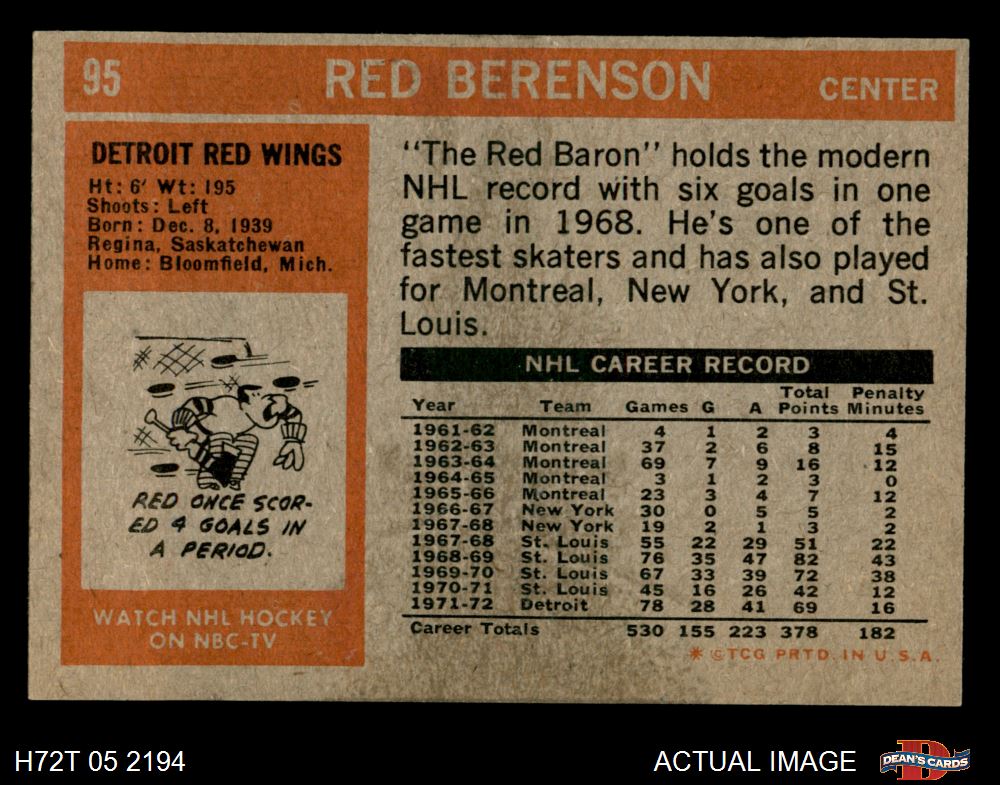 95 RED BERENSON CENTER
DETROIT RED WINGS
Ht: 6' Wt: 195
Shoots: Left
Born: Dec. 8, 1939
Regina, Saskatchewan
Home: Bloomfield, Mich.
RED ONCE SCOR-
ED 4 GOALS IN
A PERIOD.
WATCH NHL HOCKEY
ON NBC-TV
"The Red Baron" holds the modern
NHL record with six goals in one
game in 1968. He's one of the
fastest skaters and has also played
for Montreal, New York, and St.
Louis.
NHL CAREER RECORD
Year Team Games G A Total Points Penalty Minutes
1961-62 Montreal 4 1 2 3 4
1962-63 Montreal 37 2 6 8 15
1963-64 Montreal 69 7 9 16 12
1964-65 Montreal 3 1 2 3 0
1965-66 Montreal 23 3 4 7 12
1966-67 New York 30 0 5 5 2
1967-68 New York 19 2 1 3 2
1967-68 St. Louis 55 22 29 51 22
1968-69 St. Louis 76 35 47 82 43
1969-70 St. Louis 67 33 39 72 38
1970-71 St. Louis 45 16 26 42 12
1971-72 Detroit 78 28 41 69 16
Career Totals 530 155 223 378 182
* © TCG PRTD. IN U.S.A.
H72T 05 2194 ACTUAL IMAGE D DEAN'S CARDS